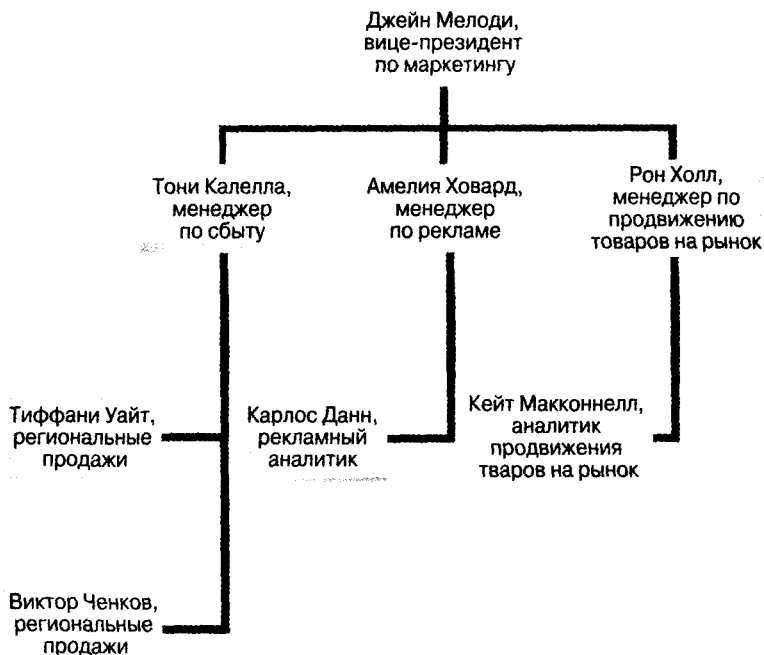 Джейн Мелоди,
вице-президент
по маркетингу
Тони Калелла,
менеджер
по сбыту
Амелия Ховард,
менеджер
по рекламе
Рон Холл,
менеджер по
продвижению
товаров на рынок
Тиффани Уайт,
региональные
продажи
Карлос Данн,
рекламный
аналитик
Кейт Макконнелл,
аналитик
продвижения
тваров на рынок
Виктор Ченков,
региональные
продажи